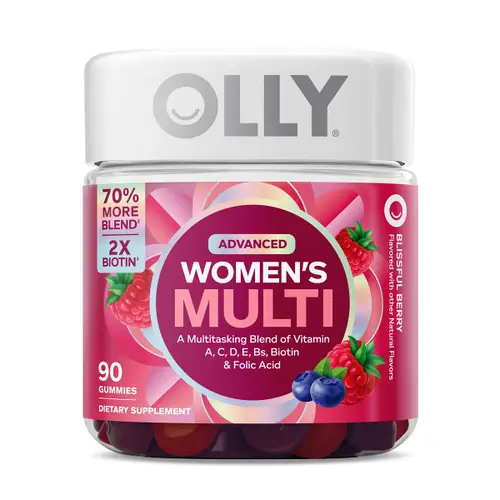 OLLY®
70%
MORE
BLEND‡
2X
BIOTIN‡
ADVANCED
WOMEN'S
MULTI
A Multitasking Blend of Vitamin
A, C, D, E, Bs, Biotin
& Folic Acid
90
GUMMIES
DIETARY SUPPLEMENT
BLISSFUL BERRY
Flavored with other Natural Flavors